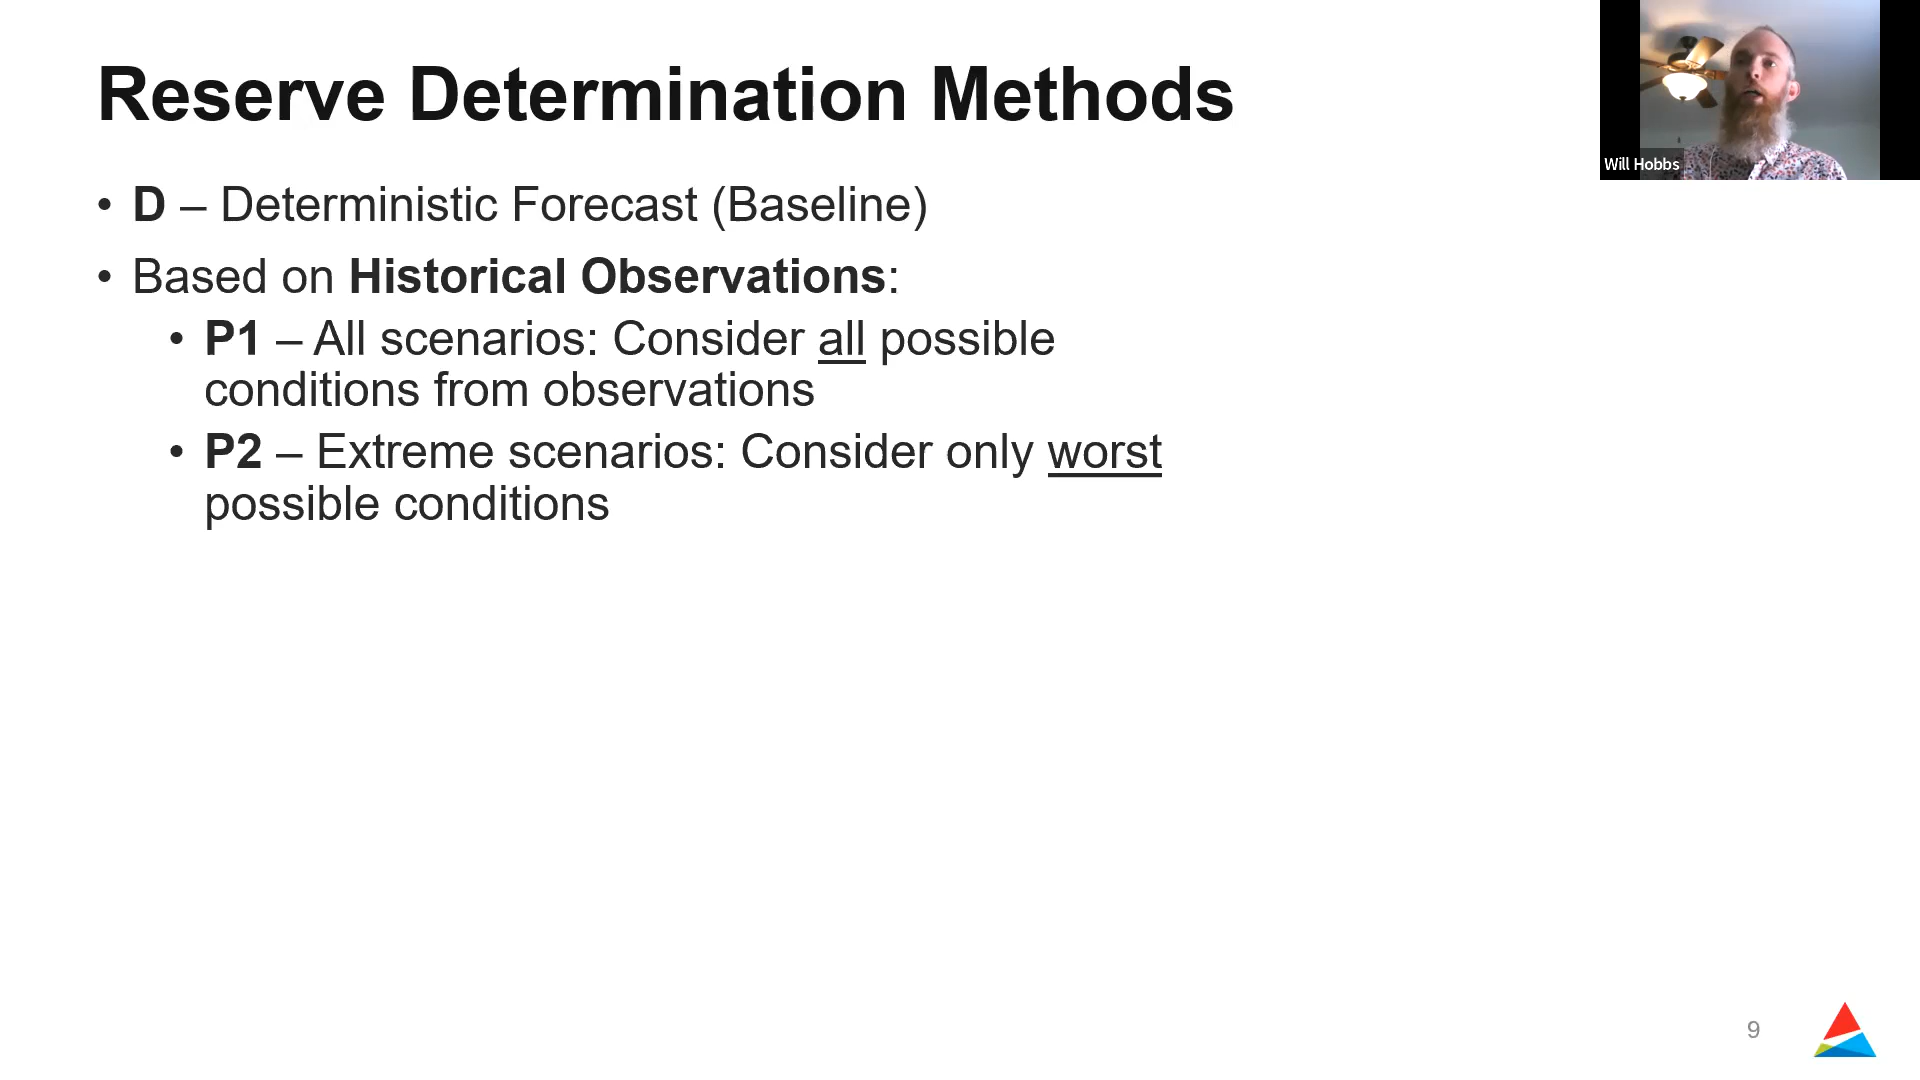 Reserve Determination Methods
Will Hobbs
• D – Deterministic Forecast (Baseline)
• Based on Historical Observations:
• P1 – All scenarios: Consider all possible
conditions from observations
• P2 – Extreme scenarios: Consider only worst
possible conditions
9